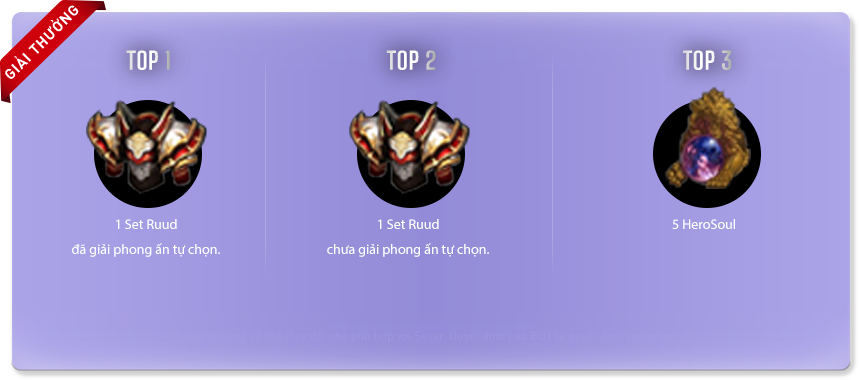 GIẢI THƯỞNG
TOP 1
TOP 2
TOP 3
1 Set Ruud
đã giải phong ấn tự chọn.
1 Set Ruud
chưa giải phong ấn tự chọn.
5 HeroSoul